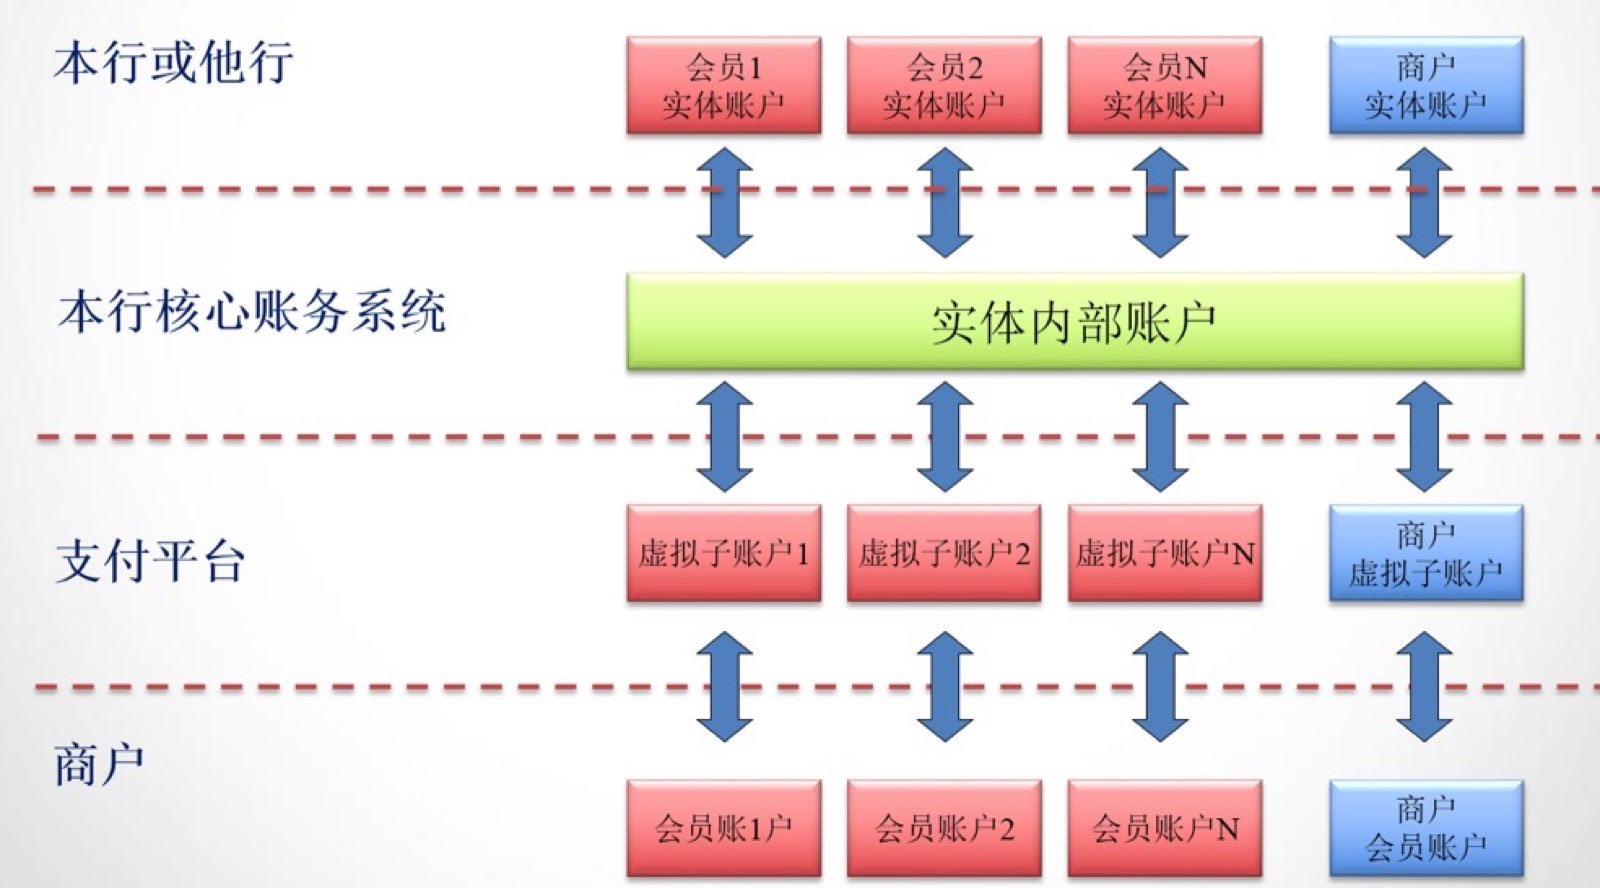 本行或他行
会员1
实体账户
会员2
实体账户
会员N
实体账户
商户
实体账户
本行核心账务系统
实体内部账户
支付平台
虚拟子账户1
虚拟子账户2
虚拟子账户N
商户
虚拟子账户
商户
会员账1户
会员账户2
会员账户N
商户
会员账户